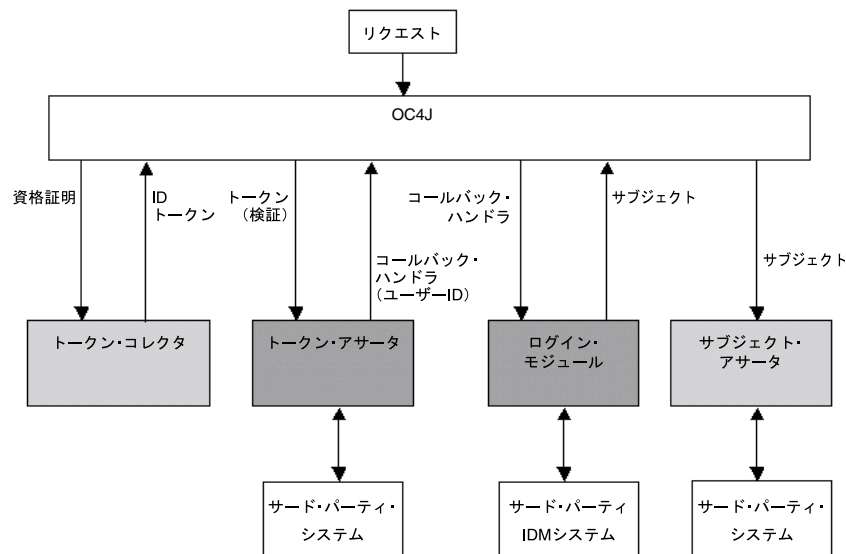 リクエスト
OC4J
資格証明
ID
トークン
トークン
（検証）
コールバック・
ハンドラ
（ユーザーID）
コールバック・
ハンドラ
サブジェクト
サブジェクト
トークン・コレクタ
トークン・アサータ
ログイン・
モジュール
サブジェクト・
アサータ
サード・パーティ・
システム
サード・パーティ
IDMシステム
サード・パーティ・
システム